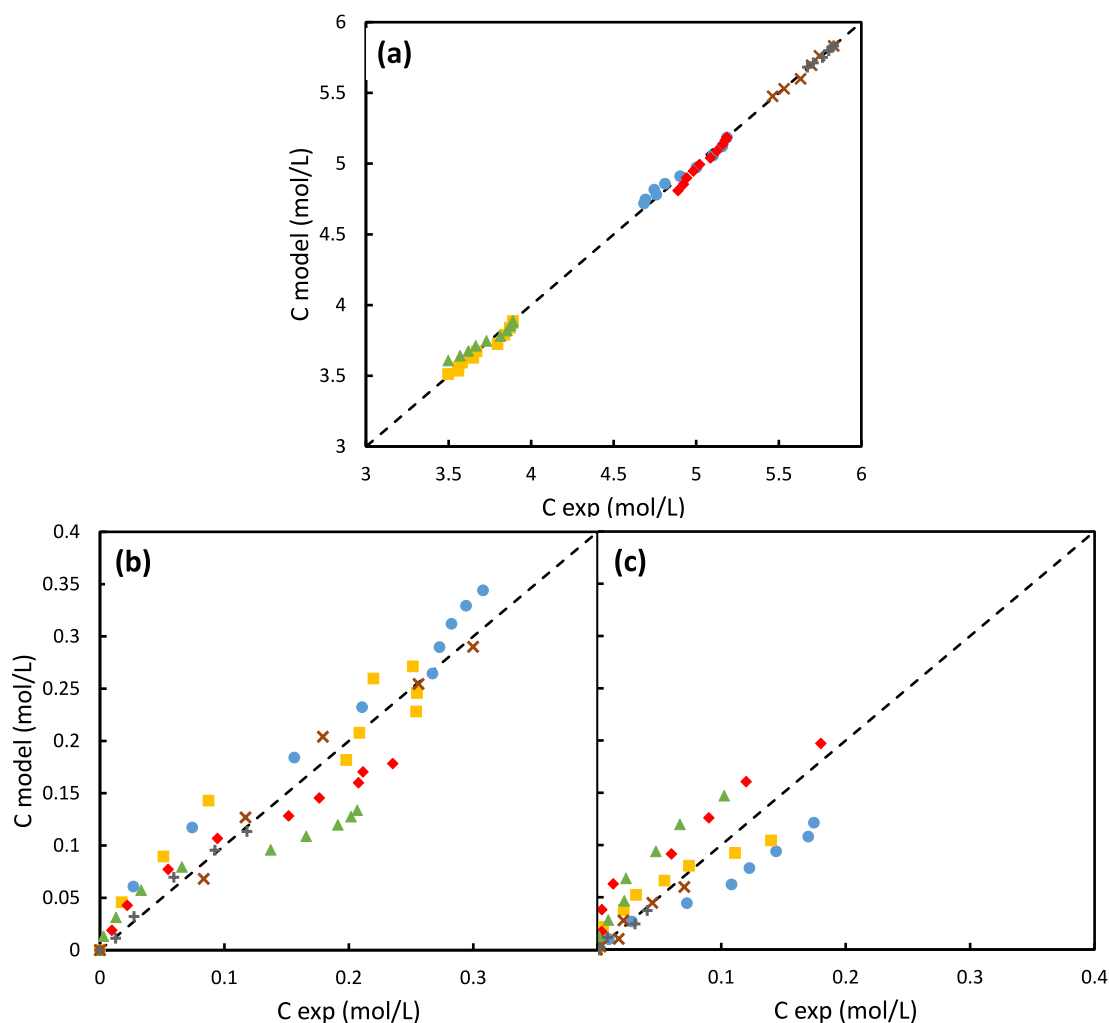 (a)
6
5.5
5
4.5
4
3.5
3
3 3.5 4 4.5 5 5.5 6
C model (mol/L)
C exp (mol/L)
(b)
0.4
0.35
0.3
0.25
0.2
0.15
0.1
0.05
0
0 0.1 0.2 0.3
C model (mol/L)
C exp (mol/L)
(c)
0.1 0.2 0.3 0.4
C exp (mol/L)